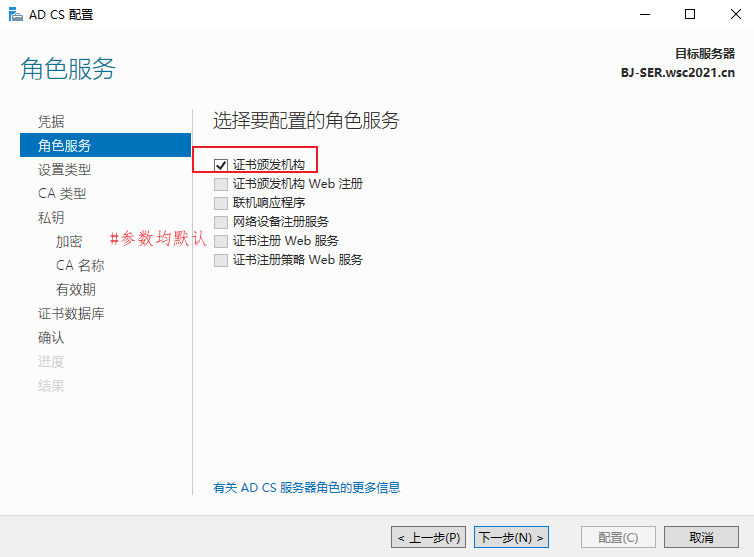 AD CS 配置
角色服务
目标服务器
BJ-SER.wsc2021.cn
凭据
角色服务
设置类型
CA 类型
私钥
加密
CA 名称
有效期
证书数据库
确认
进度
结果
#参数均默认
选择要配置的角色服务
证书颁发机构
证书颁发机构 Web 注册
联机响应程序
网络设备注册服务
证书注册 Web 服务
证书注册策略 Web 服务
有关 AD CS 服务器角色的更多信息
< 上一步(P)
下一步(N) >
配置(C)
取消